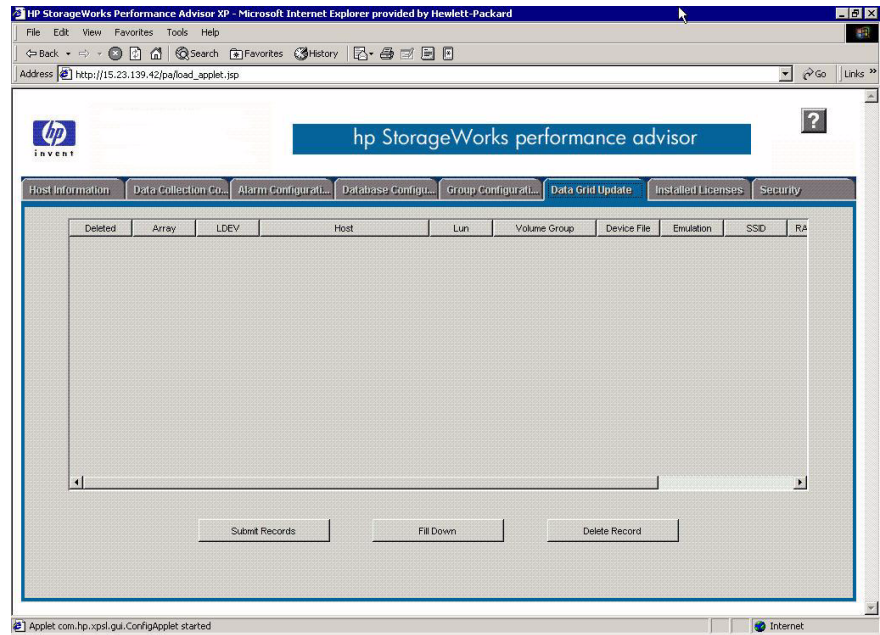 HP StorageWorks Performance Advisor XP - Microsoft Internet Explorer provided by Hewlett-Packard
File Edit View Favorites Tools Help
Back Search Favorites History
Address http://15.23.139.42/pa/load_applet.jsp Go Links »
hp
invent
hp StorageWorks performance advisor
?
Host Information Data Collection Co... Alarm Configurati... Database Configu... Group Configurati... Data Grid Update Installed Licenses Security
Deleted Array LDEV Host Lun Volume Group Device File Emulation SSID RA
Submit Records Fill Down Delete Record
Applet com.hp.xpsl.gui.ConfigApplet started Internet